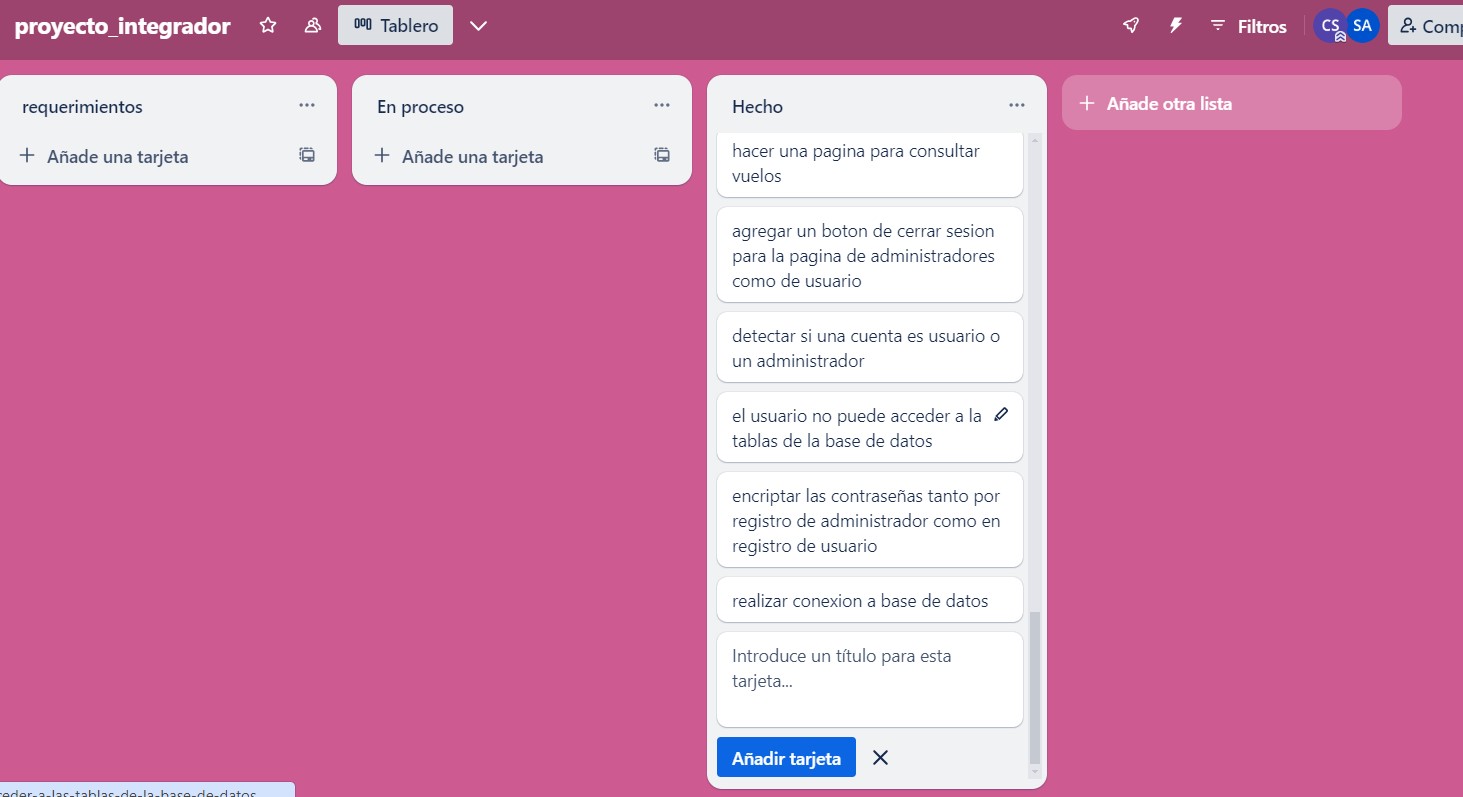 proyecto_integrador
Tablero
Filtros
CS
SA
requerimientos
Añade una tarjeta
En proceso
Añade una tarjeta
Hecho
hacer una pagina para consultar
vuelos
agregar un boton de cerrar sesion
para la pagina de administradores
como de usuario
detectar si una cuenta es usuario o
un administrador
el usuario no puede acceder a la
tablas de la base de datos
encriptar las contraseñas tanto por
registro de administrador como en
registro de usuario
realizar conexion a base de datos
Introduce un título para esta
tarjeta...
Añadir tarjeta
Añade otra lista
ceder-a-las-tablas-de-la-base-de-datos